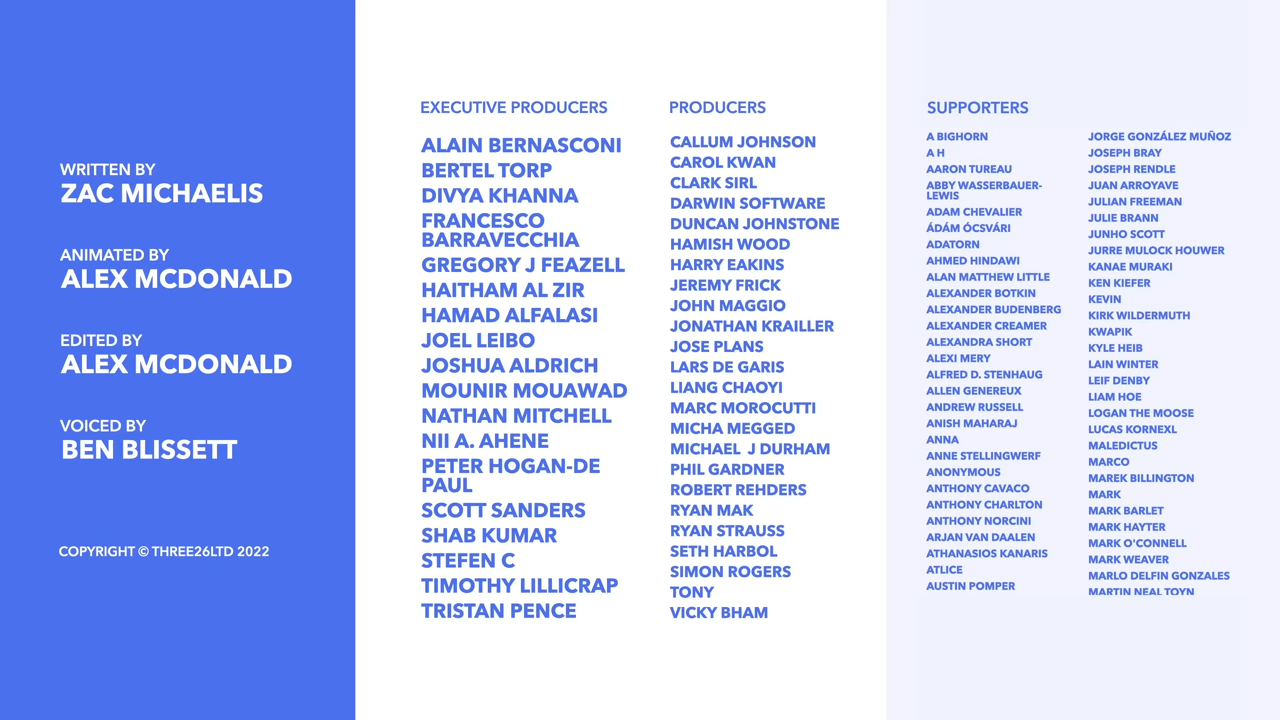 WRITTEN BY
ZAC MICHAELIS
ANIMATED BY
ALEX MCDONALD
EDITED BY
ALEX MCDONALD
VOICED BY
BEN BLISSETT
COPYRIGHT © THREE26LTD 2022
EXECUTIVE PRODUCERS
ALAIN BERNASCONI
BERTEL TORP
DIVYA KHANNA
FRANCESCO
BARRAVECCHIA
GREGORY J FEAZELL
HAITHAM AL ZIR
HAMAD ALFALASI
JOEL LEIBO
JOSHUA ALDRICH
MOUNIR MOUAWAD
NATHAN MITCHELL
NII A. AHENE
PETER HOGAN-DE
PAUL
SCOTT SANDERS
SHAB KUMAR
STEFEN C
TIMOTHY LILLICRAP
TRISTAN PENCE
PRODUCERS
CALLUM JOHNSON
CAROL KWAN
CLARK SIRL
DARWIN SOFTWARE
DUNCAN JOHNSTONE
HAMISH WOOD
HARRY EAKINS
JEREMY FRICK
JOHN MAGGIO
JONATHAN KRAILLER
JOSE PLANS
LARS DE GARIS
LIANG CHAOYI
MARC MOROCUTTI
MICHA MEGGED
MICHAEL J DURHAM
PHIL GARDNER
ROBERT REHDERS
RYAN MAK
RYAN STRAUSS
SETH HARBOL
SIMON ROGERS
TONY
VICKY BHAM
SUPPORTERS
A BIGHORN
A H
AARON TUREAU
ABBY WASSERBAUER-
LEWIS
ADAM CHEVALIER
ÁDÁM ÓCSVÁRI
ADATORN
AHMED HINDAWI
ALAN MATTHEW LITTLE
ALEXANDER BOTKIN
ALEXANDER BUDENBERG
ALEXANDER CREAMER
ALEXANDRA SHORT
ALEXI MERY
ALFRED D. STENHAUG
ALLEN GENEREUX
ANDREW RUSSELL
ANISH MAHARAJ
ANNA
ANNE STELLINGWERF
ANONYMOUS
ANTHONY CAVACO
ANTHONY CHARLTON
ANTHONY NORCINI
ARJAN VAN DAALEN
ATHANASIOS KANARIS
ATLICE
AUSTIN POMPER
JORGE GONZÁLEZ MUÑOZ
JOSEPH BRAY
JOSEPH RENDLE
JUAN ARROYAVE
JULIAN FREEMAN
JULIE BRANN
JUNHO SCOTT
JURRE MULOCK HOUWER
KANAE MURAKI
KEN KIEFER
KEVIN
KIRK WILDERMUTH
KWAPIK
KYLE HEIB
LAIN WINTER
LEIF DENBY
LIAM HOE
LOGAN THE MOOSE
LUCAS KORNEXL
MALEDICTUS
MARCO
MAREK BILLINGTON
MARK
MARK BARLET
MARK HAYTER
MARK O'CONNELL
MARK WEAVER
MARLO DELFIN GONZALES
MARTIN NEAL TOYN